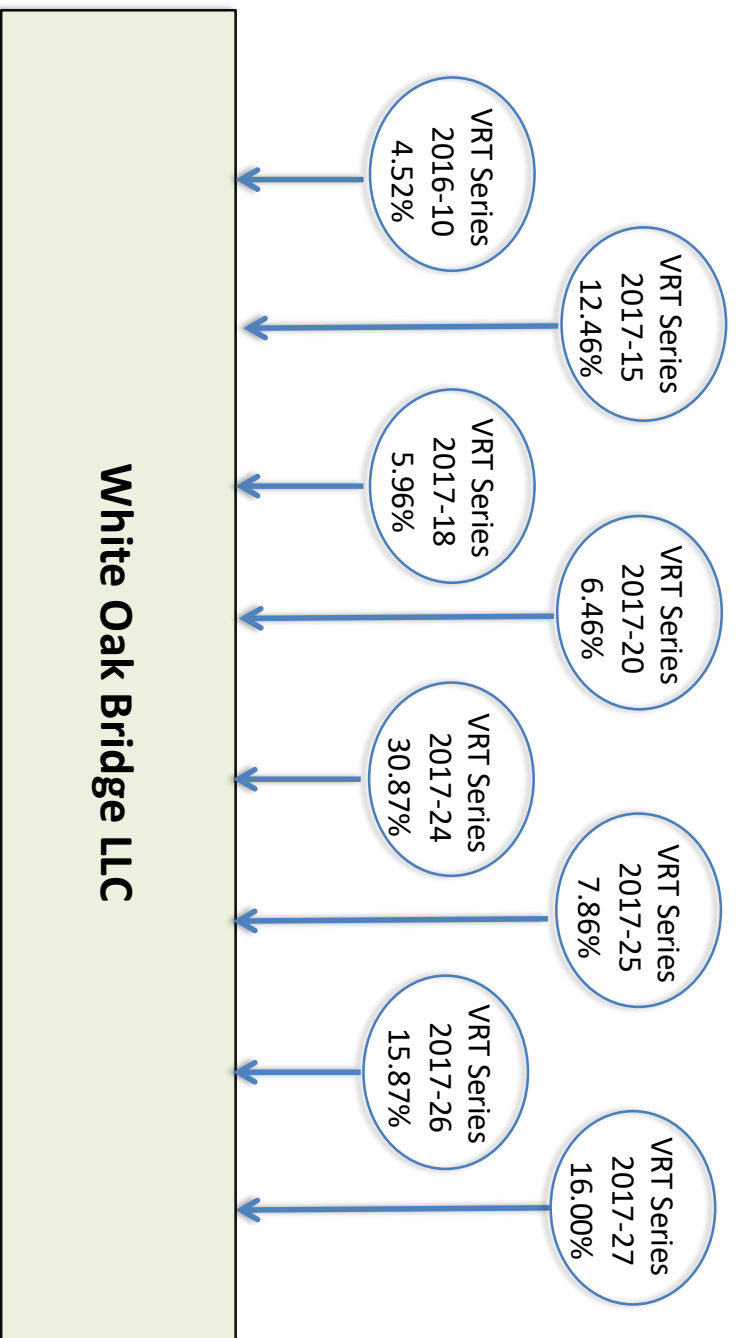 VRT Series
2016-10
4.52%
VRT Series
2017-15
12.46%
VRT Series
2017-18
5.96%
VRT Series
2017-20
6.46%
VRT Series
2017-24
30.87%
VRT Series
2017-25
7.86%
VRT Series
2017-26
15.87%
VRT Series
2017-27
16.00%
White Oak Bridge LLC